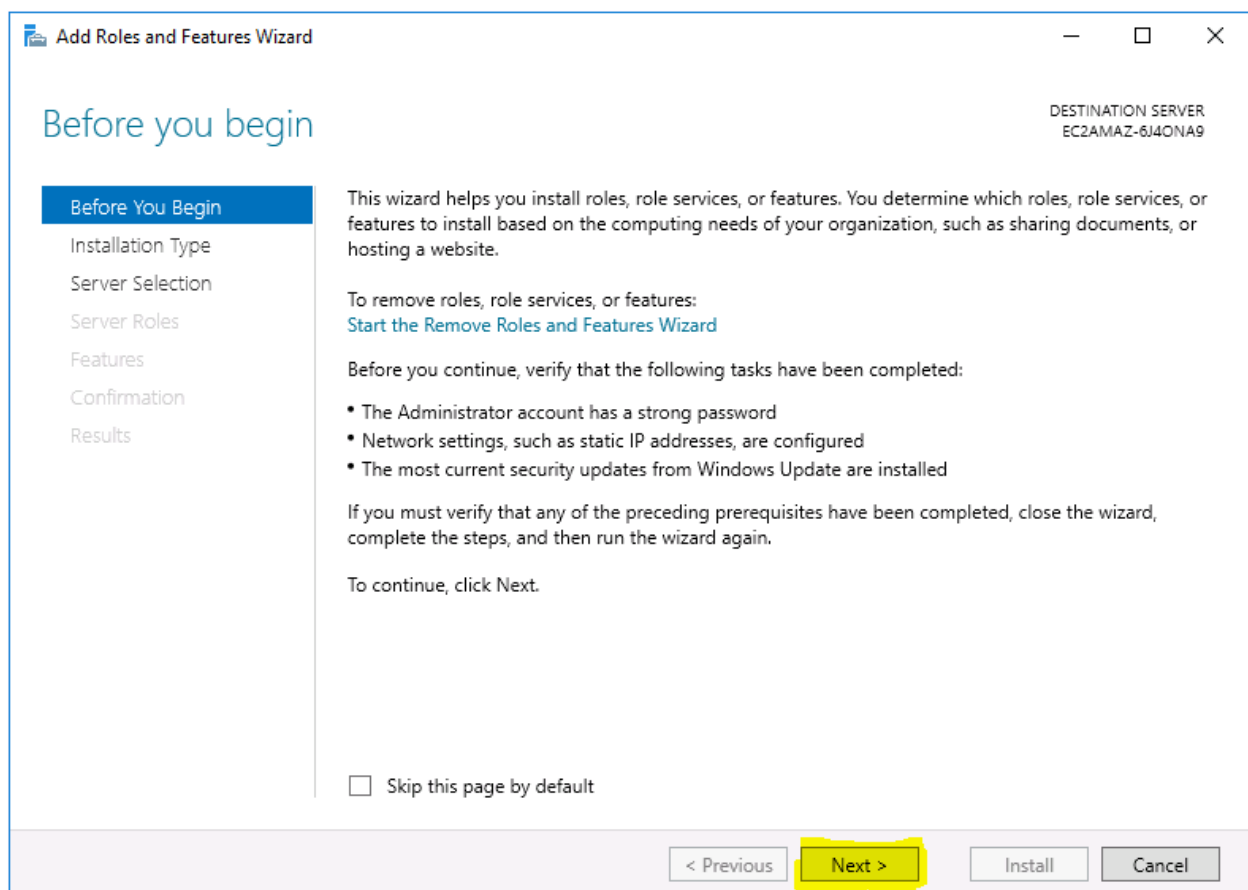 Add Roles and Features Wizard
Before you begin
DESTINATION SERVER
EC2AMAZ-6J4ONA9
Before You Begin
Installation Type
Server Selection
Server Roles
Features
Confirmation
Results
This wizard helps you install roles, role services, or features. You determine which roles, role services, or
features to install based on the computing needs of your organization, such as sharing documents, or
hosting a website.
To remove roles, role services, or features:
Start the Remove Roles and Features Wizard
Before you continue, verify that the following tasks have been completed:
• The Administrator account has a strong password
• Network settings, such as static IP addresses, are configured
• The most current security updates from Windows Update are installed
If you must verify that any of the preceding prerequisites have been completed, close the wizard,
complete the steps, and then run the wizard again.
To continue, click Next.
Skip this page by default
< Previous
Next >
Install
Cancel